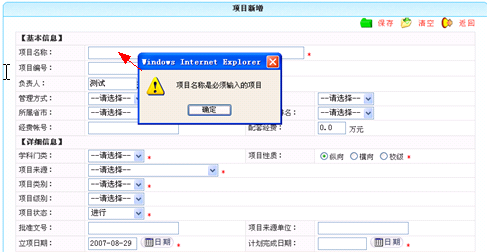 项目新增
保存 清空 返回
【基本信息】
项目名称: *
项目编号:
负责人: 测试
管理方式: --请选择-- --请选择-- *
所属省市: --请选择-- 名: --请选择-- *
经费帐号: 配套经费: 0.0 万元
Windows Internet Explorer
项目名称是必须输入的项目
确定
【详细信息】
学科门类: --请选择-- * 项目性质: 纵向 横向 校级 *
项目来源: --请选择-- *
项目类别: --请选择-- *
项目级别: --请选择-- *
项目状态: 进行 *
批准文号: 项目来源单位:
立项日期: 2007-08-29 日期 计划完成日期: 日期 *